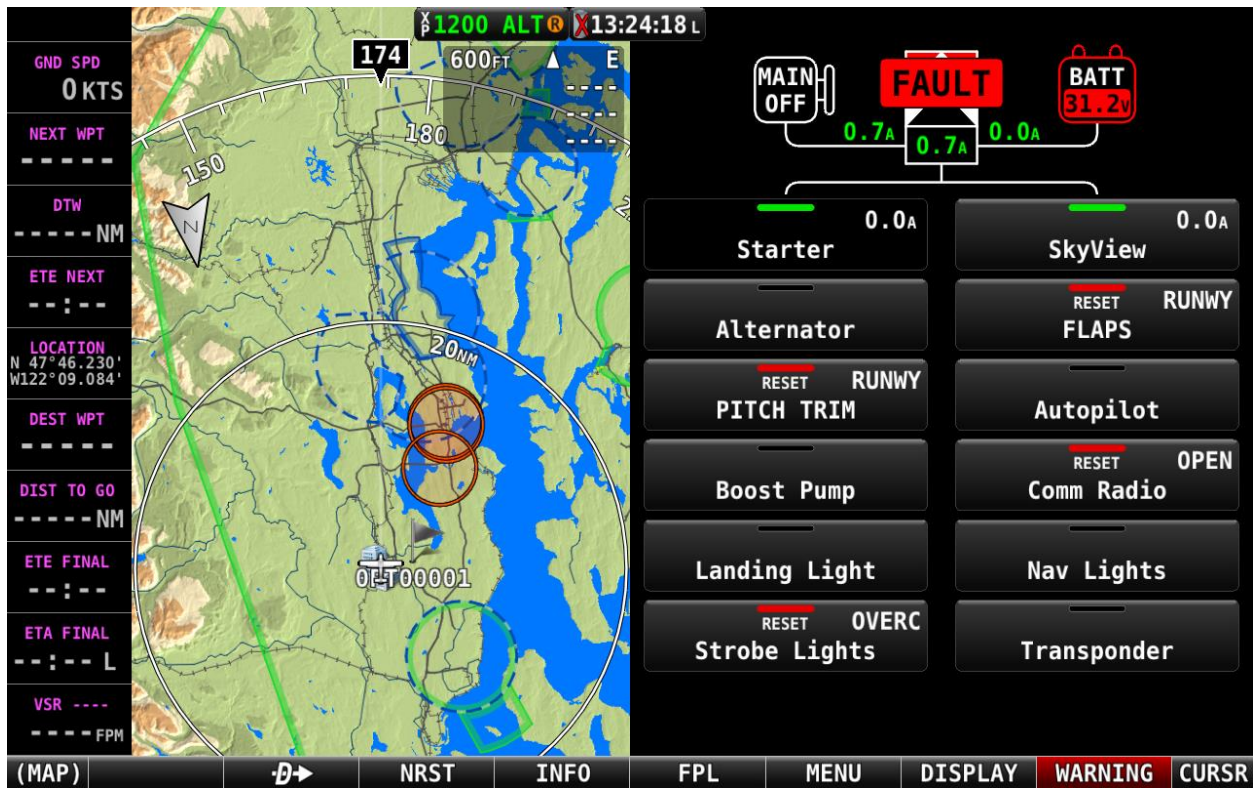 XP 1200 ALT R X 13:24:18 L
GND SPD
0 KTS
NEXT WPT
-----
DTW
-----NM
ETE NEXT
--:--
LOCATION
N 47°46.230'
W122°09.084'
DEST WPT
-----
DIST TO GO
-----NM
ETE FINAL
--:--
ETA FINAL
--:-- L
VSR ----
----FPM
174
600FT E
----
----
----
150
180
N
20NM
0FT00001
MAIN
OFF
FAULT
BATT
31.2V
0.7A
0.7A
0.0A
0.0A
Starter
0.0A
SkyView
Alternator
RESET RUNWY
FLAPS
RESET RUNWY
PITCH TRIM
Autopilot
Boost Pump
RESET OPEN
Comm Radio
Landing Light
Nav Lights
RESET OVERC
Strobe Lights
Transponder
(MAP) D NRST INFO FPL MENU DISPLAY WARNING CURSR